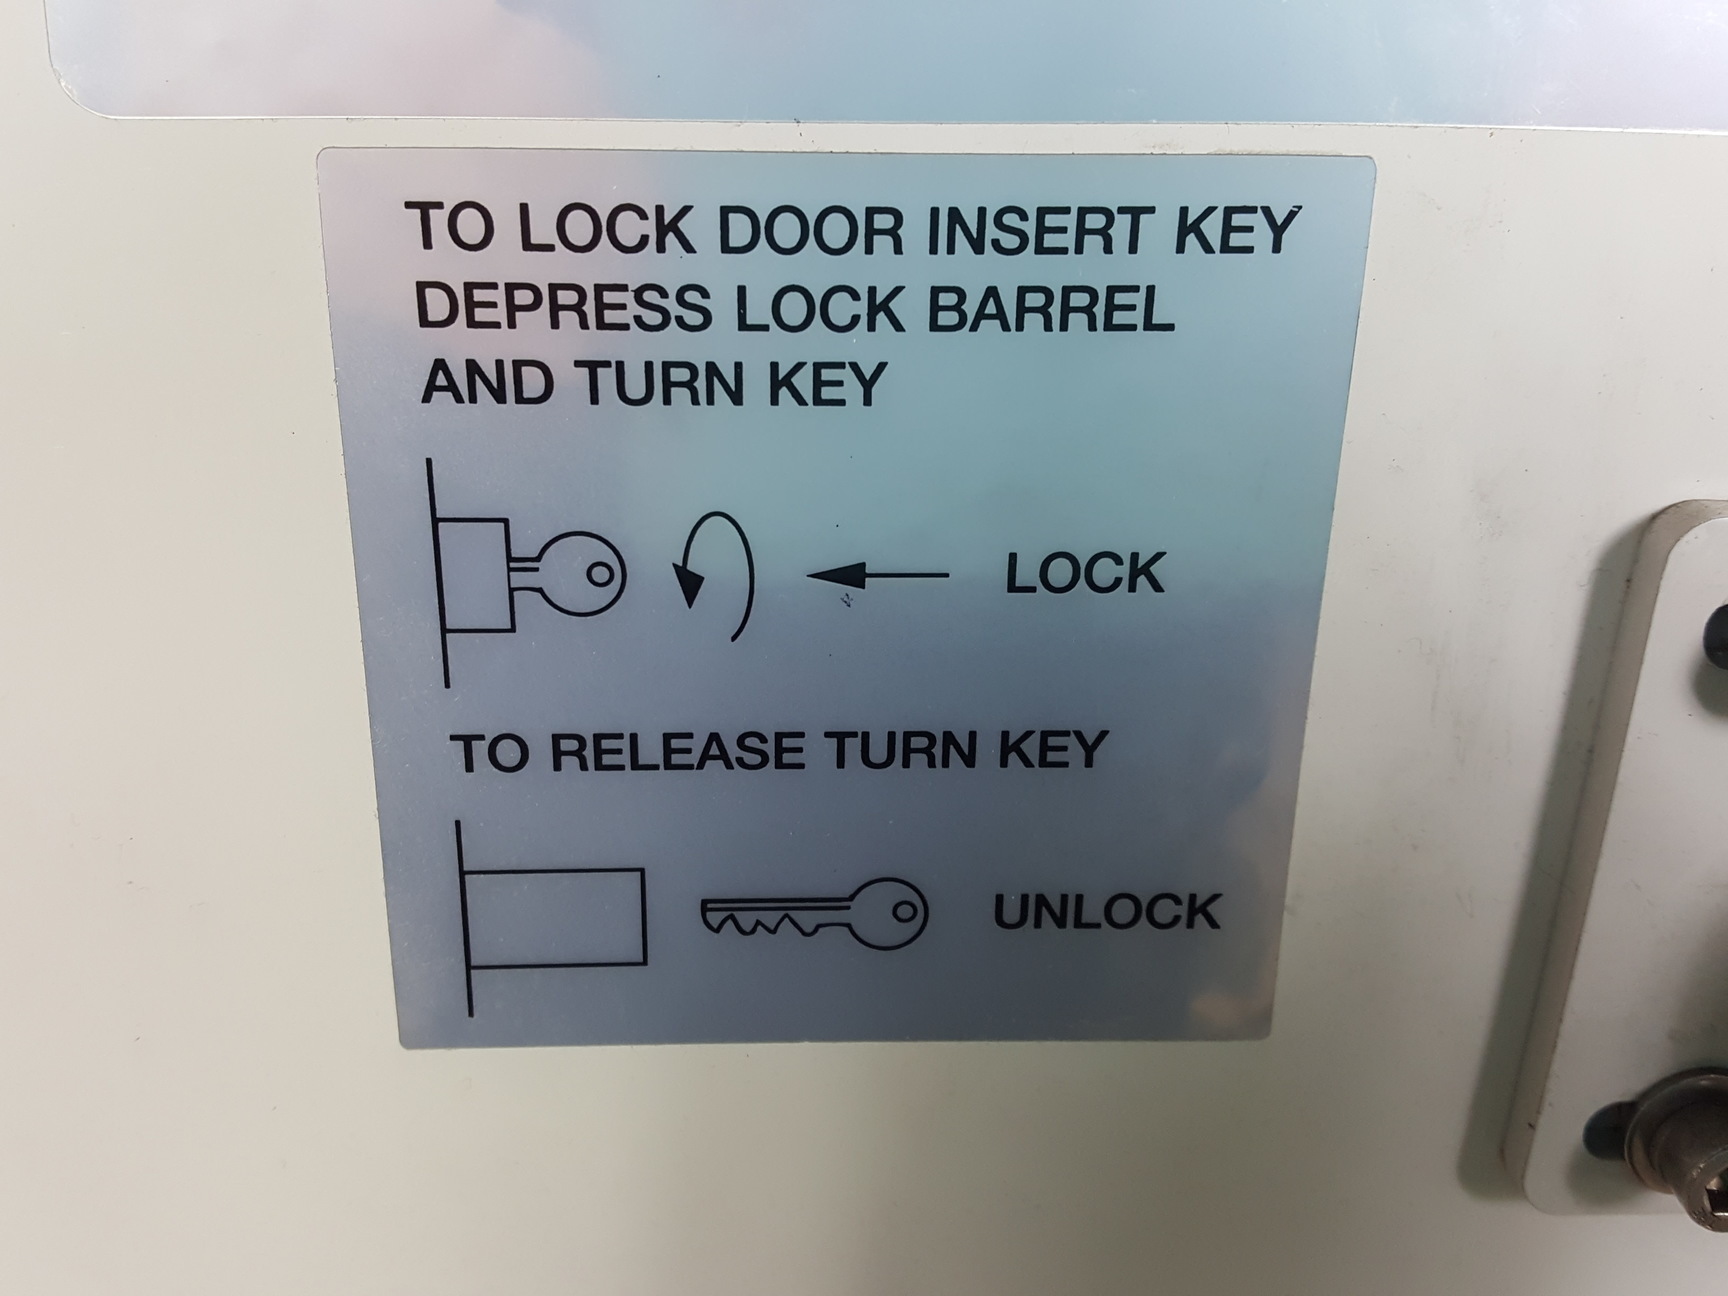 TO LOCK DOOR INSERT KEY
DEPRESS LOCK BARREL
AND TURN KEY
LOCK
TO RELEASE TURN KEY
UNLOCK